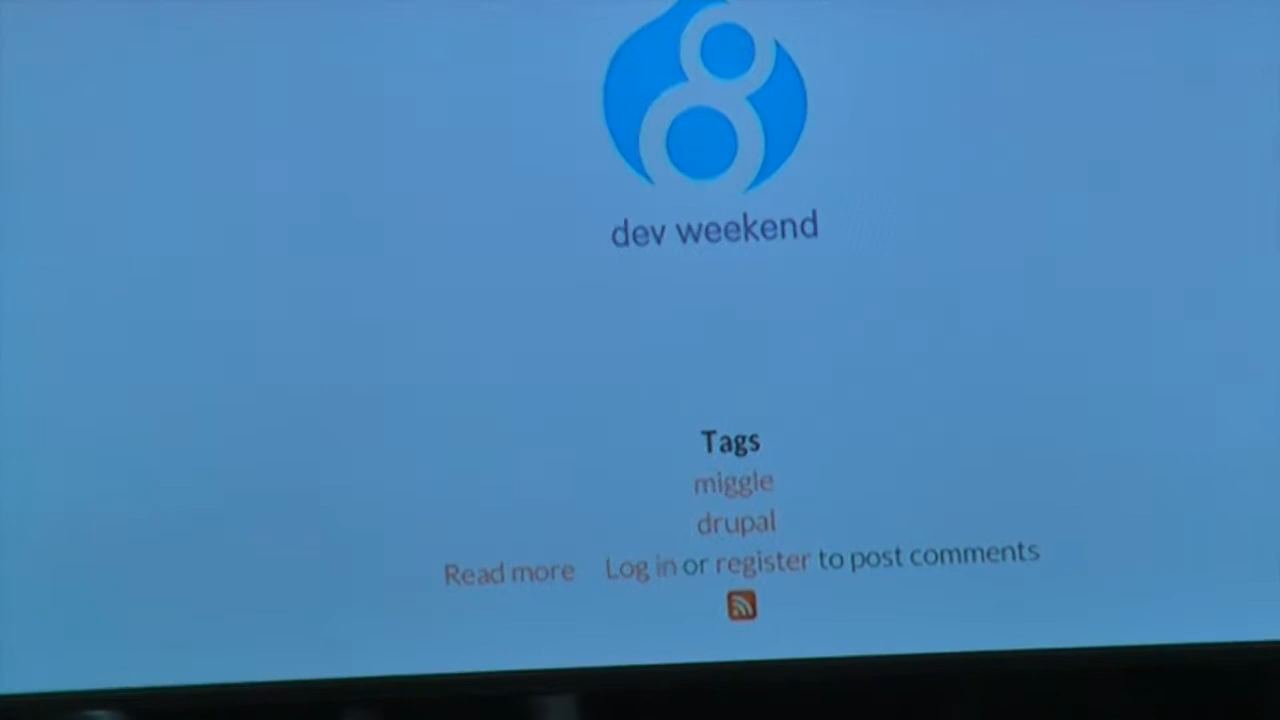 8
dev weekend
Tags
miggle
drupal
Read more Log in or register to post comments